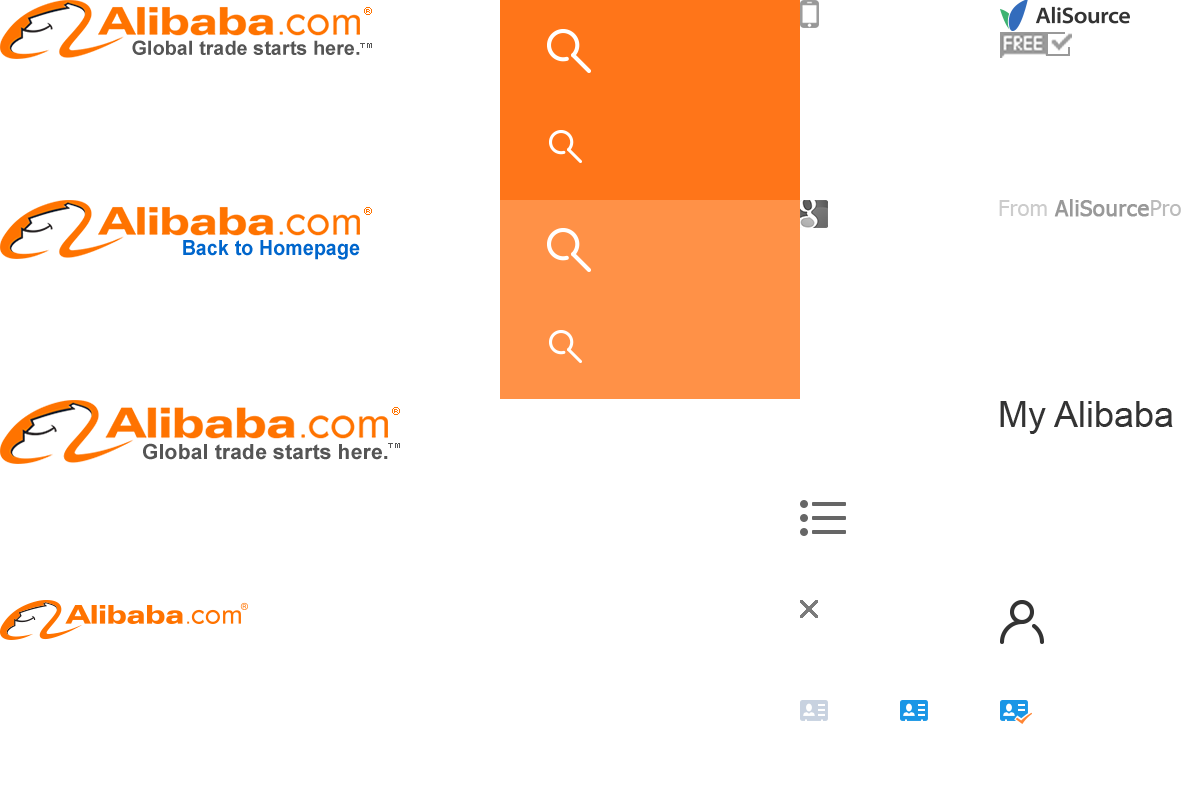 Alibaba.com®
Global trade starts here.™
AliSource
FREE
Alibaba.com®
Back to Homepage
From AliSourcePro
Alibaba.com®
Global trade starts here.™
My Alibaba
Alibaba.com®